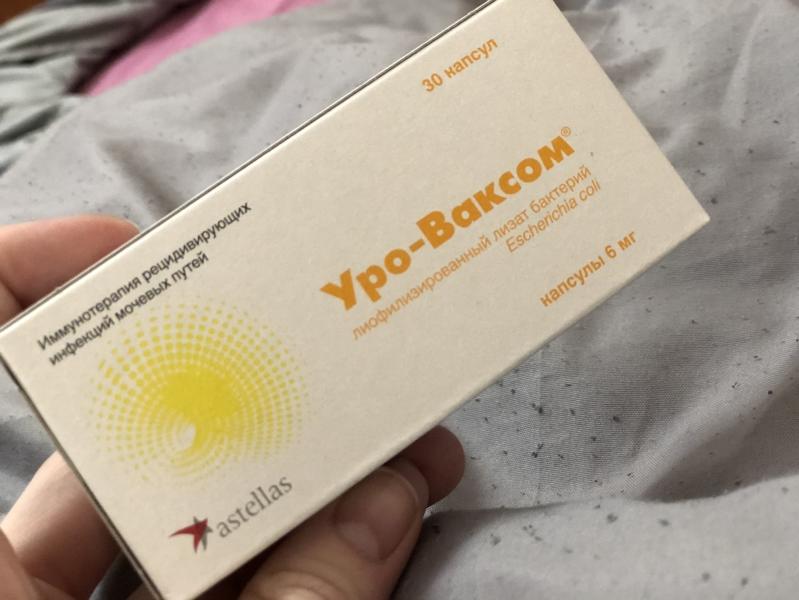 30 капсул
Уро-Ваксом®
лиофилизированный лизат бактерий
Escherichia coli
капсулы 6 мг
Иммунотерапия рецидивирующих
инфекций мочевых путей
astellas